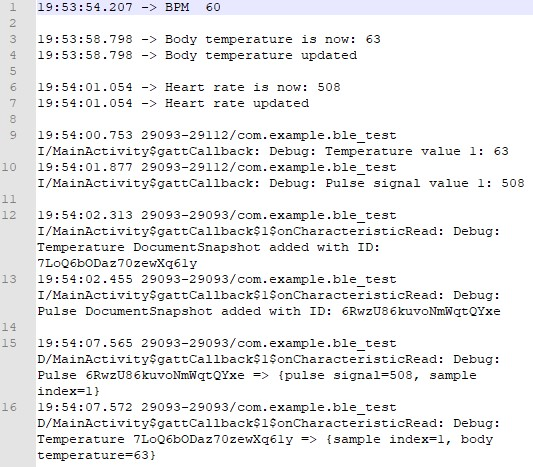 1 19:53:54.207 -> BPM  60
2
3 19:53:58.798 -> Body temperature is now: 63
4 19:53:58.798 -> Body temperature updated
5
6 19:54:01.054 -> Heart rate is now: 508
7 19:54:01.054 -> Heart rate updated
8
9 19:54:00.753 29093-29112/com.example.ble_test
I/MainActivity$gattCallback: Debug: Temperature value 1: 63
10 19:54:01.877 29093-29112/com.example.ble_test
I/MainActivity$gattCallback: Debug: Pulse signal value 1: 508
11
12 19:54:02.313 29093-29093/com.example.ble_test
I/MainActivity$gattCallback$1$onCharacteristicRead: Debug:
Temperature DocumentSnapshot added with ID:
7LoQ6bODaz70zewXq61y
13 19:54:02.455 29093-29093/com.example.ble_test
I/MainActivity$gattCallback$1$onCharacteristicRead: Debug:
Pulse DocumentSnapshot added with ID: 6RwzU86kuvoNmWqtQYxe
14
15 19:54:07.565 29093-29093/com.example.ble_test
D/MainActivity$gattCallback$1$onCharacteristicRead: Debug:
Pulse 6RwzU86kuvoNmWqtQYxe => {pulse signal=508, sample
index=1}
16 19:54:07.572 29093-29093/com.example.ble_test
D/MainActivity$gattCallback$1$onCharacteristicRead: Debug:
Temperature 7LoQ6bODaz70zewXq61y => {sample index=1, body
temperature=63}